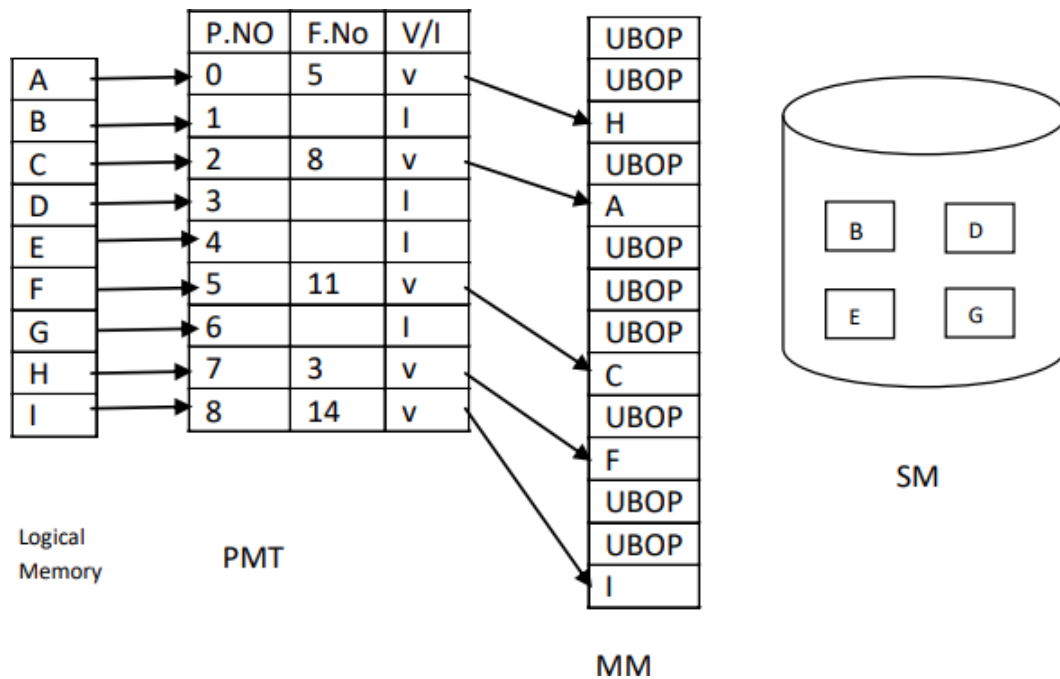 P.NO F.No V/I
0 5 v
1 I
2 8 v
3 I
4 I
5 11 v
6 I
7 3 v
8 14 v
A
B
C
D
E
F
G
H
I
Logical
Memory
PMT
UBOP
UBOP
H
UBOP
A
UBOP
UBOP
UBOP
C
UBOP
F
UBOP
UBOP
I
MM
B D
E G
SM